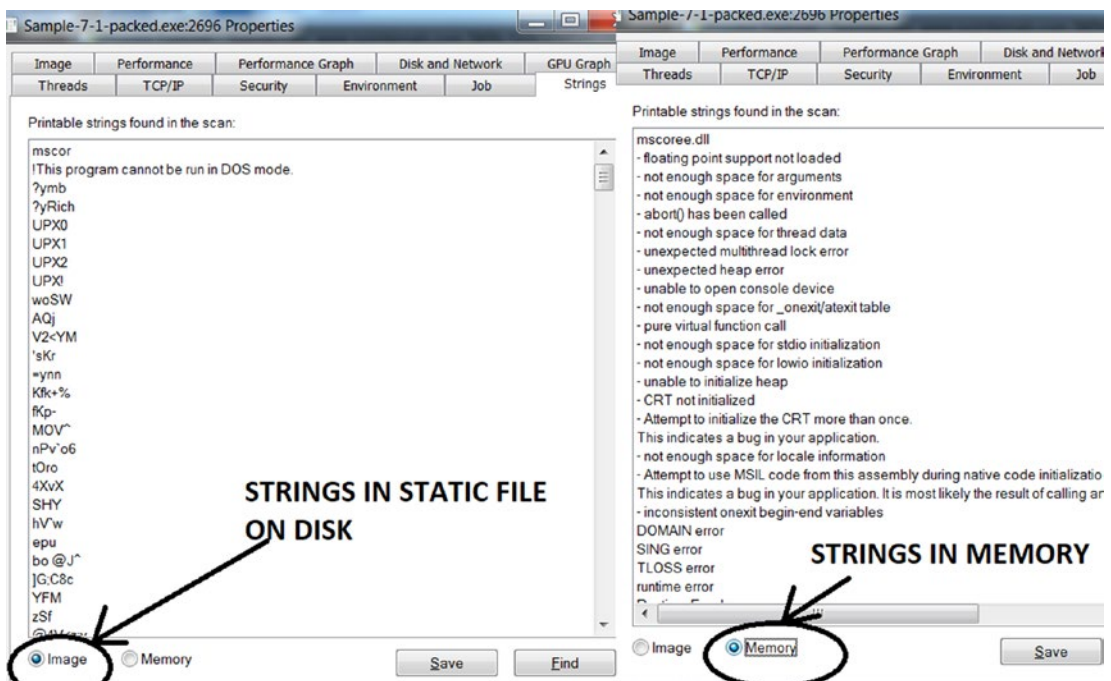 Sample-7-1-packed.exe:2696 Properties
Image Performance Performance Graph Disk and Network GPU Graph
Threads TCP/IP Security Environment Job Strings
Printable strings found in the scan:
mscor
!This program cannot be run in DOS mode.
?ymb
?yRich
UPX0
UPX1
UPX2
UPX!
woSW
AQj
V2<YM
'sKr
=ynn
Kfk+%
fKp-
MOV^
nPv`o6
tOro
4XvX
SHY
hV`w
epu
bo @J^
]G;C8c
YFM
zSf
STRINGS IN STATIC FILE
ON DISK
Image Memory Save Find
Sample-7-1-packed.exe:2696 Properties
Image Performance Performance Graph Disk and Network
Threads TCP/IP Security Environment Job
Printable strings found in the scan:
mscoree.dll
- floating point support not loaded
- not enough space for arguments
- not enough space for environment
- abort() has been called
- not enough space for thread data
- unexpected multithread lock error
- unexpected heap error
- unable to open console device
- not enough space for _onexit/atexit table
- pure virtual function call
- not enough space for stdio initialization
- not enough space for lowio initialization
- unable to initialize heap
- CRT not initialized
- Attempt to initialize the CRT more than once.
This indicates a bug in your application.
- not enough space for locale information
- Attempt to use MSIL code from this assembly during native code initializatio
This indicates a bug in your application. It is most likely the result of calling an
- inconsistent onexit begin-end variables
DOMAIN error
SING error
TLOSS error
runtime error
STRINGS IN MEMORY
Image Memory Save